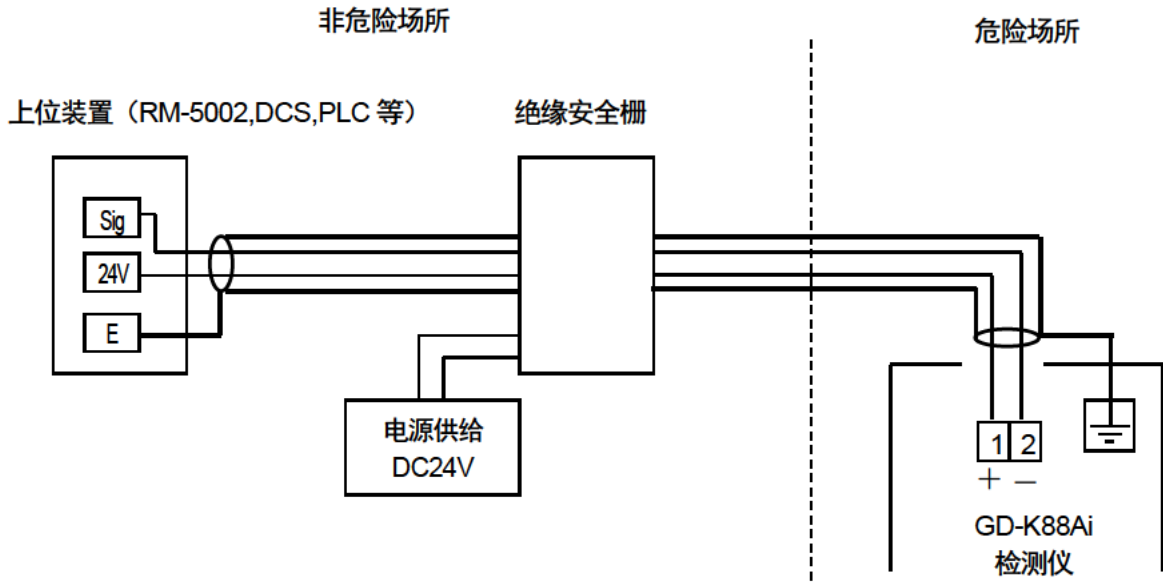 非危险场所
危险场所
上位装置（RM-5002,DCS,PLC 等）
绝缘安全栅
Sig
24V
E
电源供给
DC24V
1 2
＋ －
GD-K88Ai
检测仪